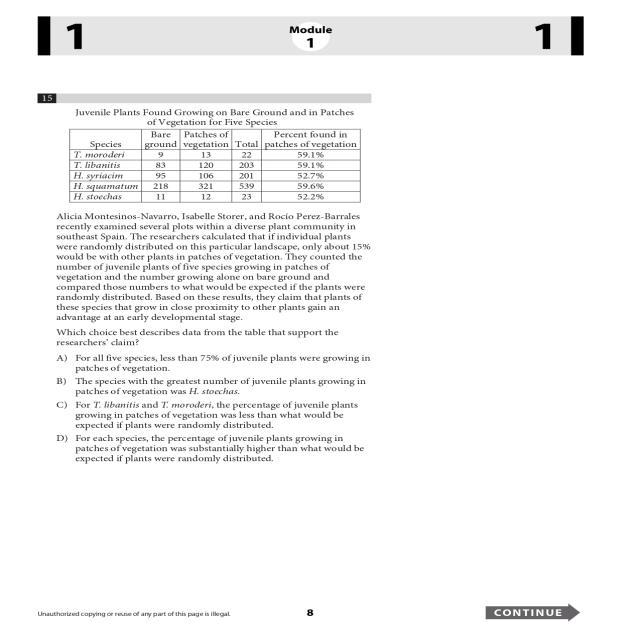 1
Module
1
1
15
Juvenile Plants Found Growing on Bare Ground and in Patches
of Vegetation for Five Species
Species Bare ground Patches of vegetation Total Percent found in patches of vegetation
T. moroderi 9 13 22 59.1%
T. libanitis 83 120 203 59.1%
H. syriacim 95 106 201 52.7%
H. squamatum 218 321 539 59.6%
H. stoechas 11 12 23 52.2%
Alicia Montesinos-Navarro, Isabelle Storer, and Rocío Perez-Barrales
recently examined several plots within a diverse plant community in
southeast Spain. The researchers calculated that if individual plants
were randomly distributed on this particular landscape, only about 15%
would be with other plants in patches of vegetation. They counted the
number of juvenile plants of five species growing in patches of
vegetation and the number growing alone on bare ground and
compared those numbers to what would be expected if the plants were
randomly distributed. Based on these results, they claim that plants of
these species that grow in close proximity to other plants gain an
advantage at an early developmental stage.
Which choice best describes data from the table that support the
researchers' claim?
A) For all five species, less than 75% of juvenile plants were growing in
patches of vegetation.
B) The species with the greatest number of juvenile plants growing in
patches of vegetation was H. stoechas.
C) For T. libanitis and T. moroderi, the percentage of juvenile plants
growing in patches of vegetation was less than what would be
expected if plants were randomly distributed.
D) For each species, the percentage of juvenile plants growing in
patches of vegetation was substantially higher than what would be
expected if plants were randomly distributed.
Unauthorized copying or reuse of any part of this page is illegal.
8
CONTINUE